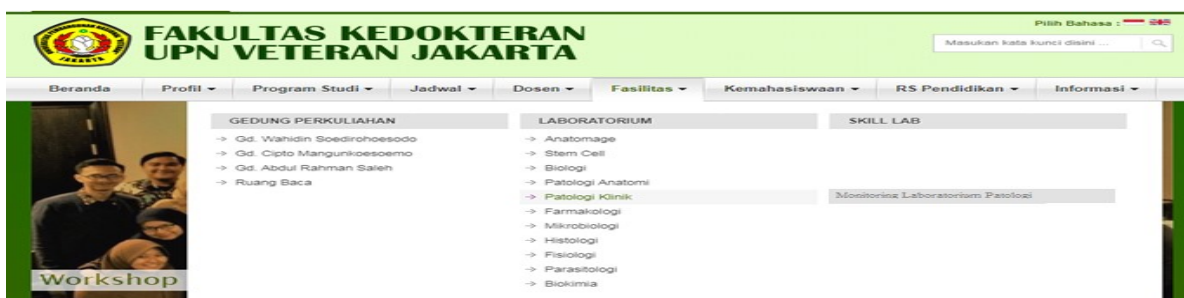 Pilih Bahasa :
FAKULTAS KEDOKTERAN
UPN VETERAN JAKARTA
Masukan kata kunci disini ...
Beranda Profil Program Studi Jadwal Dosen Fasilitas Kemahasiswaan RS Pendidikan Informasi
GEDUNG PERKULIAHAN
-> Gd. Wahidin Soedirohoesodo
-> Gd. Cipto Mangunkoesoemo
-> Gd. Abdul Rahman Saleh
-> Ruang Baca
LABORATORIUM
-> Anatomage
-> Stem Cell
-> Biologi
-> Patologi Anatomi
-> Patologi Klinik
-> Farmakologi
-> Mikrobiologi
-> Histologi
-> Fisiologi
-> Parasitologi
-> Biokimia
SKILL LAB
Monitoring Laboratorium Patologi
Workshop
JAKARTA